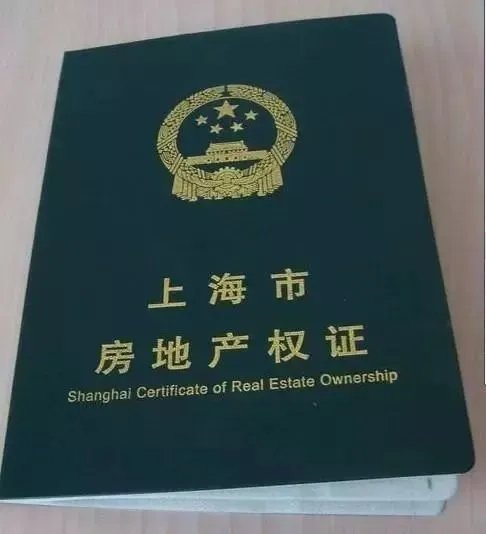 上海市
房地产权证
Shanghai Certificate of Real Estate Ownership